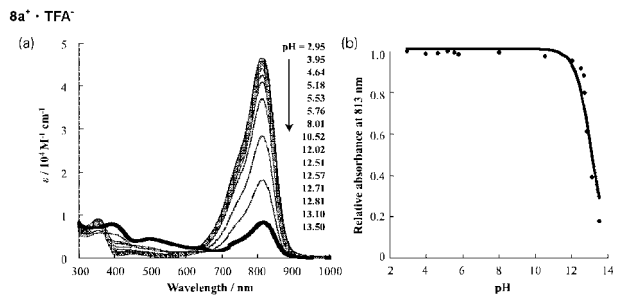 8a⁺ · TFA⁻
(a)
5
4
3
2
1
0
ε / 10⁴M⁻¹ cm⁻¹
300 400 500 600 700 800 900 1000
Wavelength / nm
pH = 2.95
3.95
4.64
5.18
5.53
5.76
8.01
10.52
12.02
12.51
12.57
12.71
12.81
13.10
13.50
(b)
1.0
0.8
0.6
0.4
0.2
Relative absorbance at 813 nm
2 4 6 8 10 12 14
pH